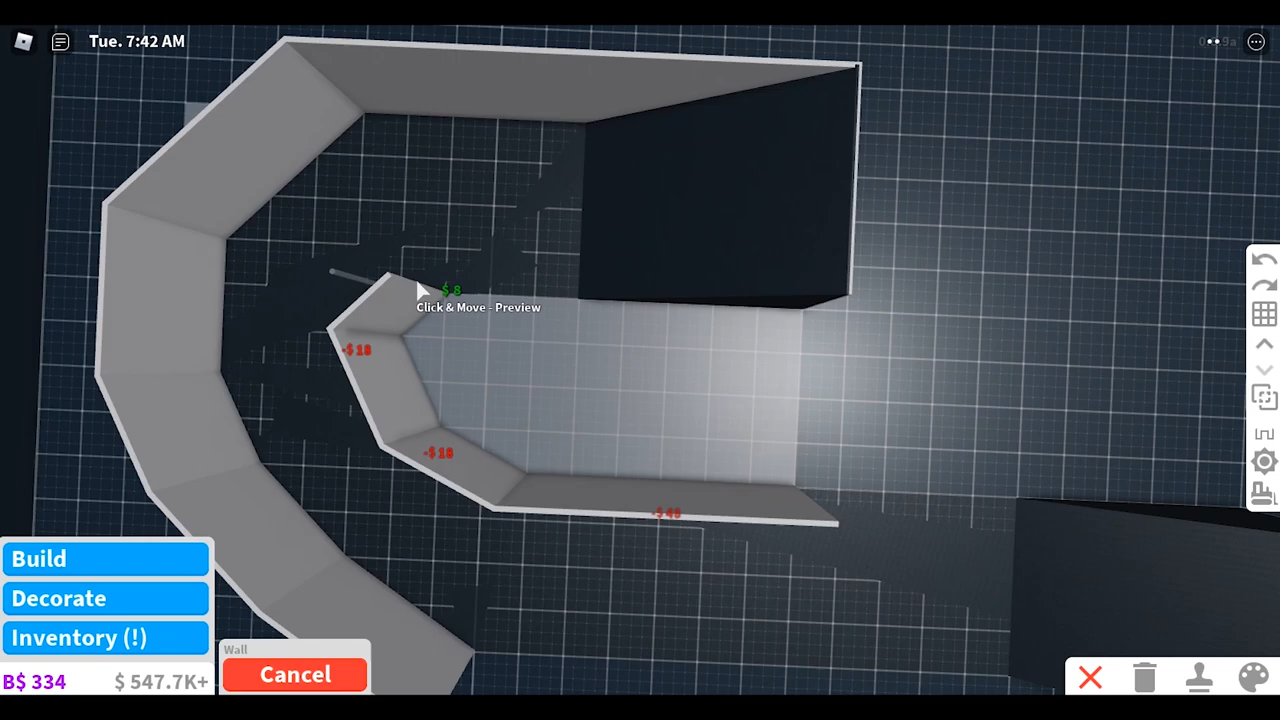 Tue. 7:42 AM
$ 8
Click & Move - Preview
-$ 18
-$ 18
Build
Decorate
Inventory (!)
B$ 334
$ 547.7K+
Wall
Cancel